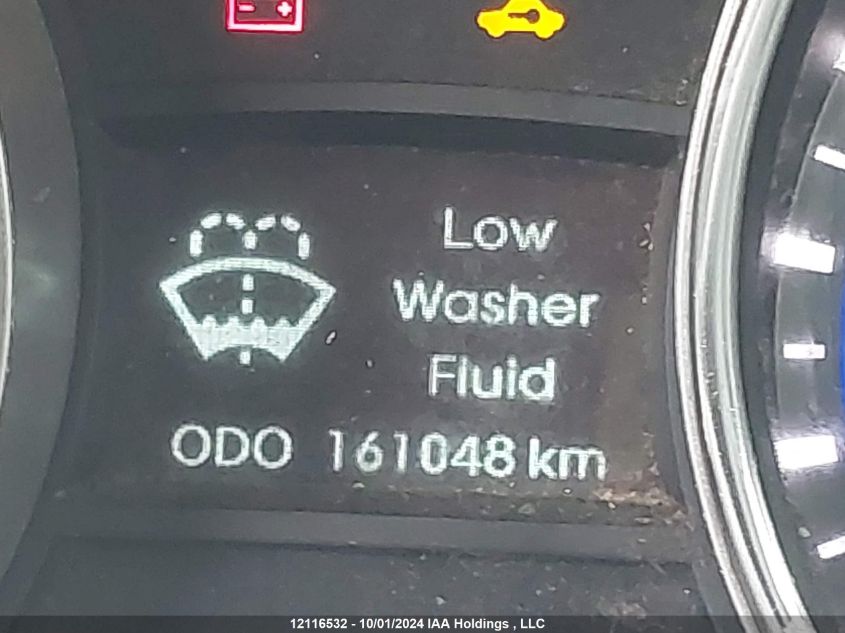 Low
Washer
Fluid
ODO 161048 km
12116532 - 10/01/2024 IAA Holdings , LLC